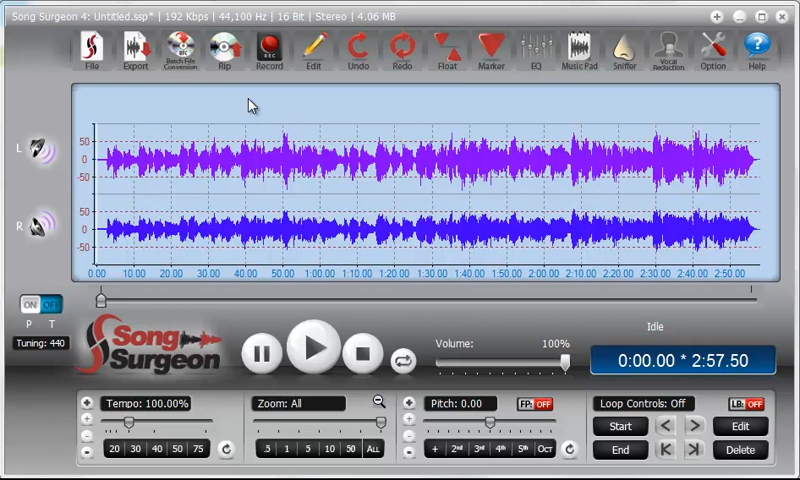 Song Surgeon 4: Untitled.ssp* | 192 Kbps | 44,100 Hz | 16 Bit | Stereo | 4.06 MB
File Export Batch File Conversion Rip Record Edit Undo Redo Float Marker EQ Music Pad Sniffer Vocal Reduction Option Help
REC
L
50
0
-50
R
50
0
-50
0.00 10.00 20.00 30.00 40.00 50.00 1:00.00 1:10.00 1:20.00 1:30.00 1:40.00 1:50.00 2:00.00 2:10.00 2:20.00 2:30.00 2:40.00 2:50.00
ON OFF
P T
Tuning: 440
Song
Surgeon
Volume: 100%
Idle
0:00.00 * 2:57.50
Tempo: 100.00%
20 30 40 50 75
Zoom: All
.5 1 5 10 50 ALL
Pitch: 0.00 FP: OFF
+ 2nd 3rd 4th 5th Oct
Loop Controls: Off LB: OFF
Start Edit
End Delete